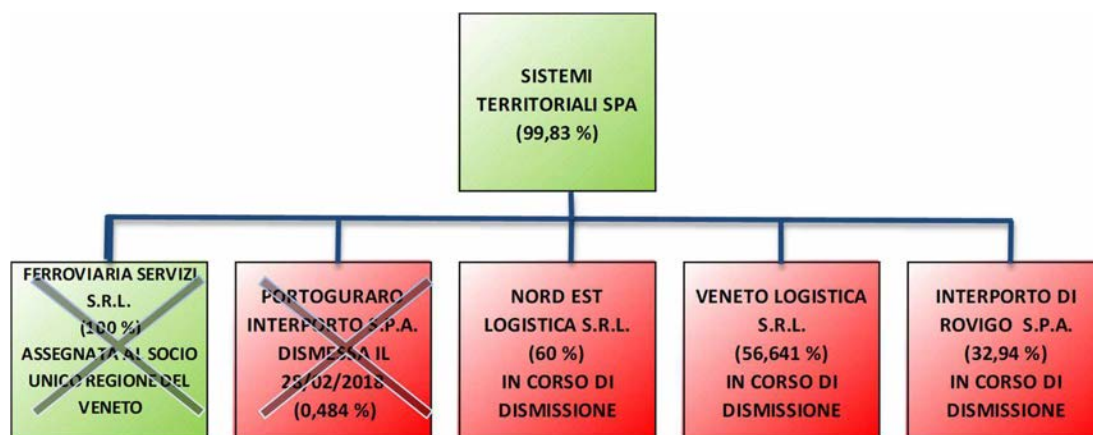 SISTEMI
TERRITORIALI SPA
(99,83 %)
FERROVIARIA SERVIZI
S.R.L.
(100 %)
ASSEGNATA AL SOCIO
UNICO REGIONE DEL
VENETO
PORTOGURARO
INTERPORTO S.P.A.
DISMESSA IL
28/02/2018
(0,484 %)
NORD EST
LOGISTICA S.R.L.
(60 %)
IN CORSO DI
DISMISSIONE
VENETO LOGISTICA
S.R.L.
(56,641 %)
IN CORSO DI
DISMISSIONE
INTERPORTO DI
ROVIGO S.P.A.
(32,94 %)
IN CORSO DI
DISMISSIONE